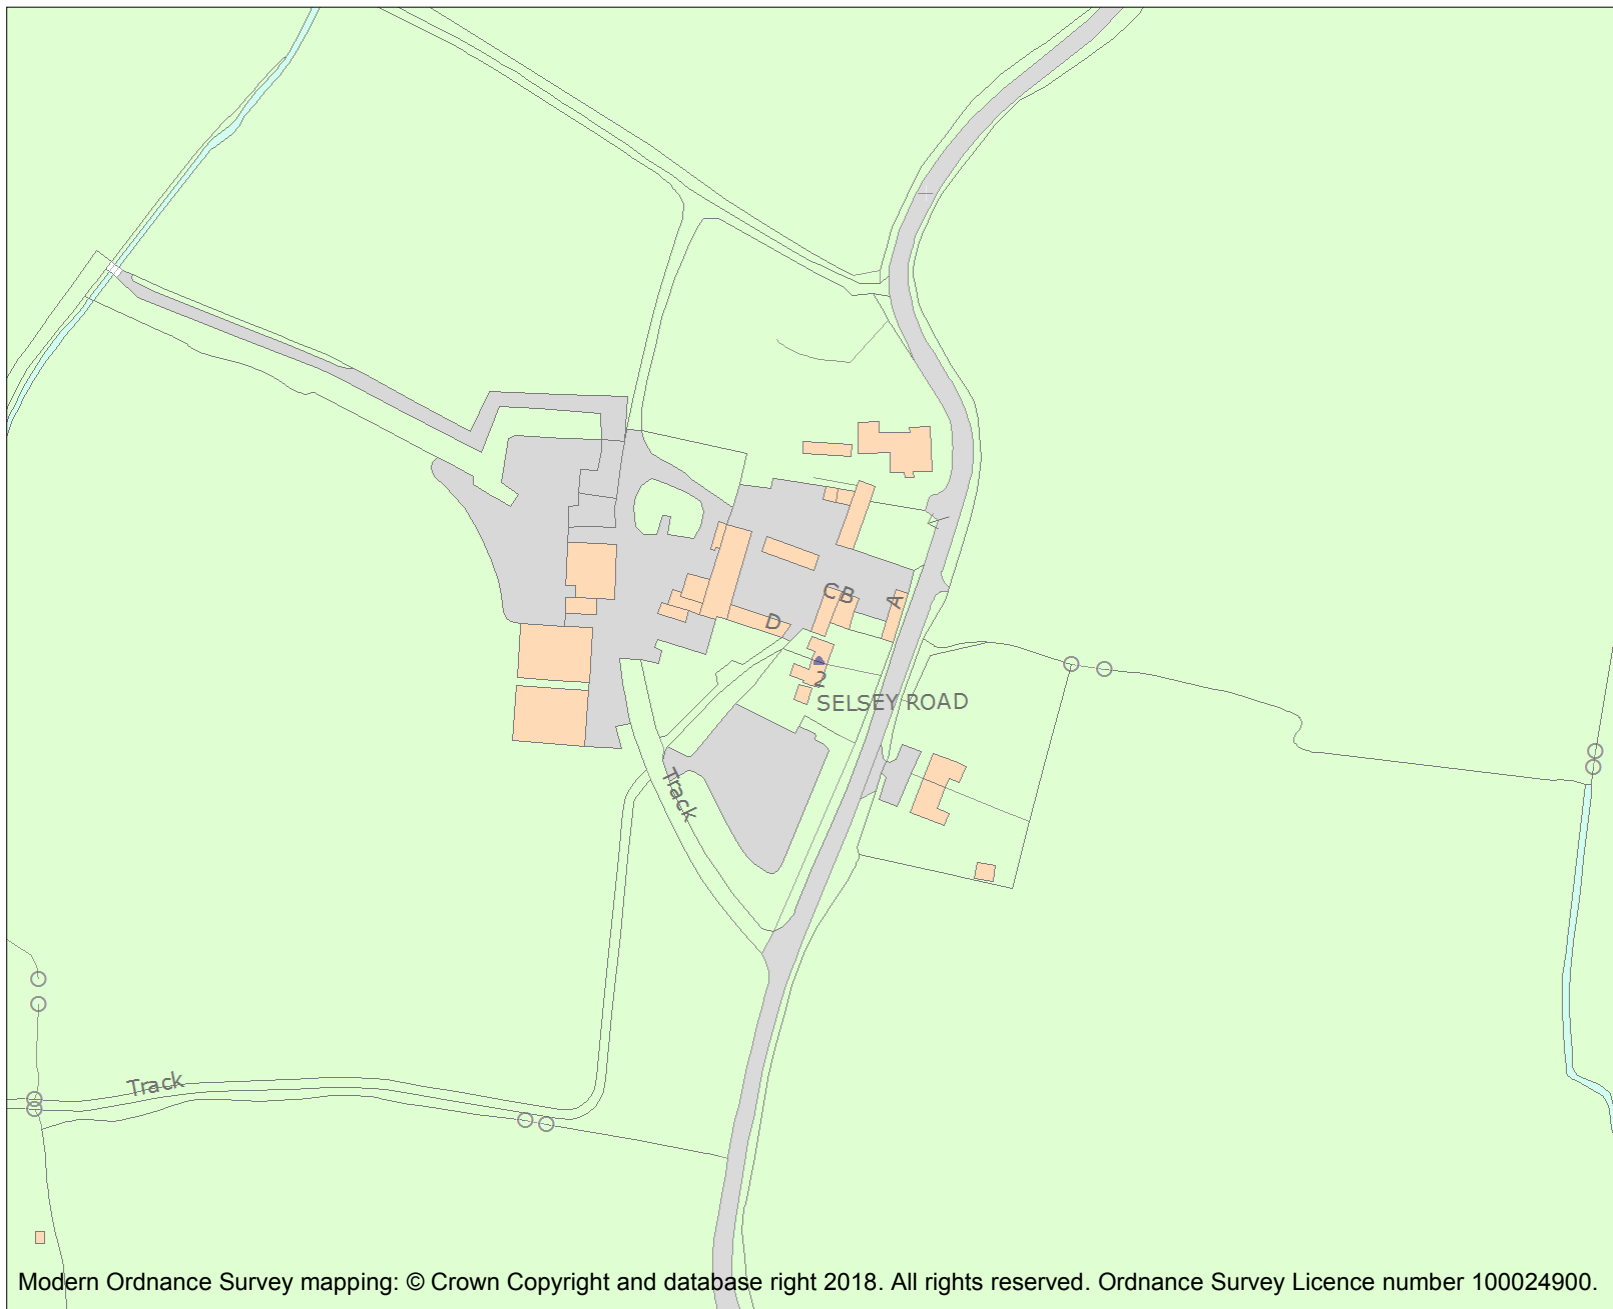 CB
A
D
2
SELSEY ROAD
Track
Track
Modern Ordnance Survey mapping: © Crown Copyright and database right 2018. All rights reserved. Ordnance Survey Licence number 100024900.